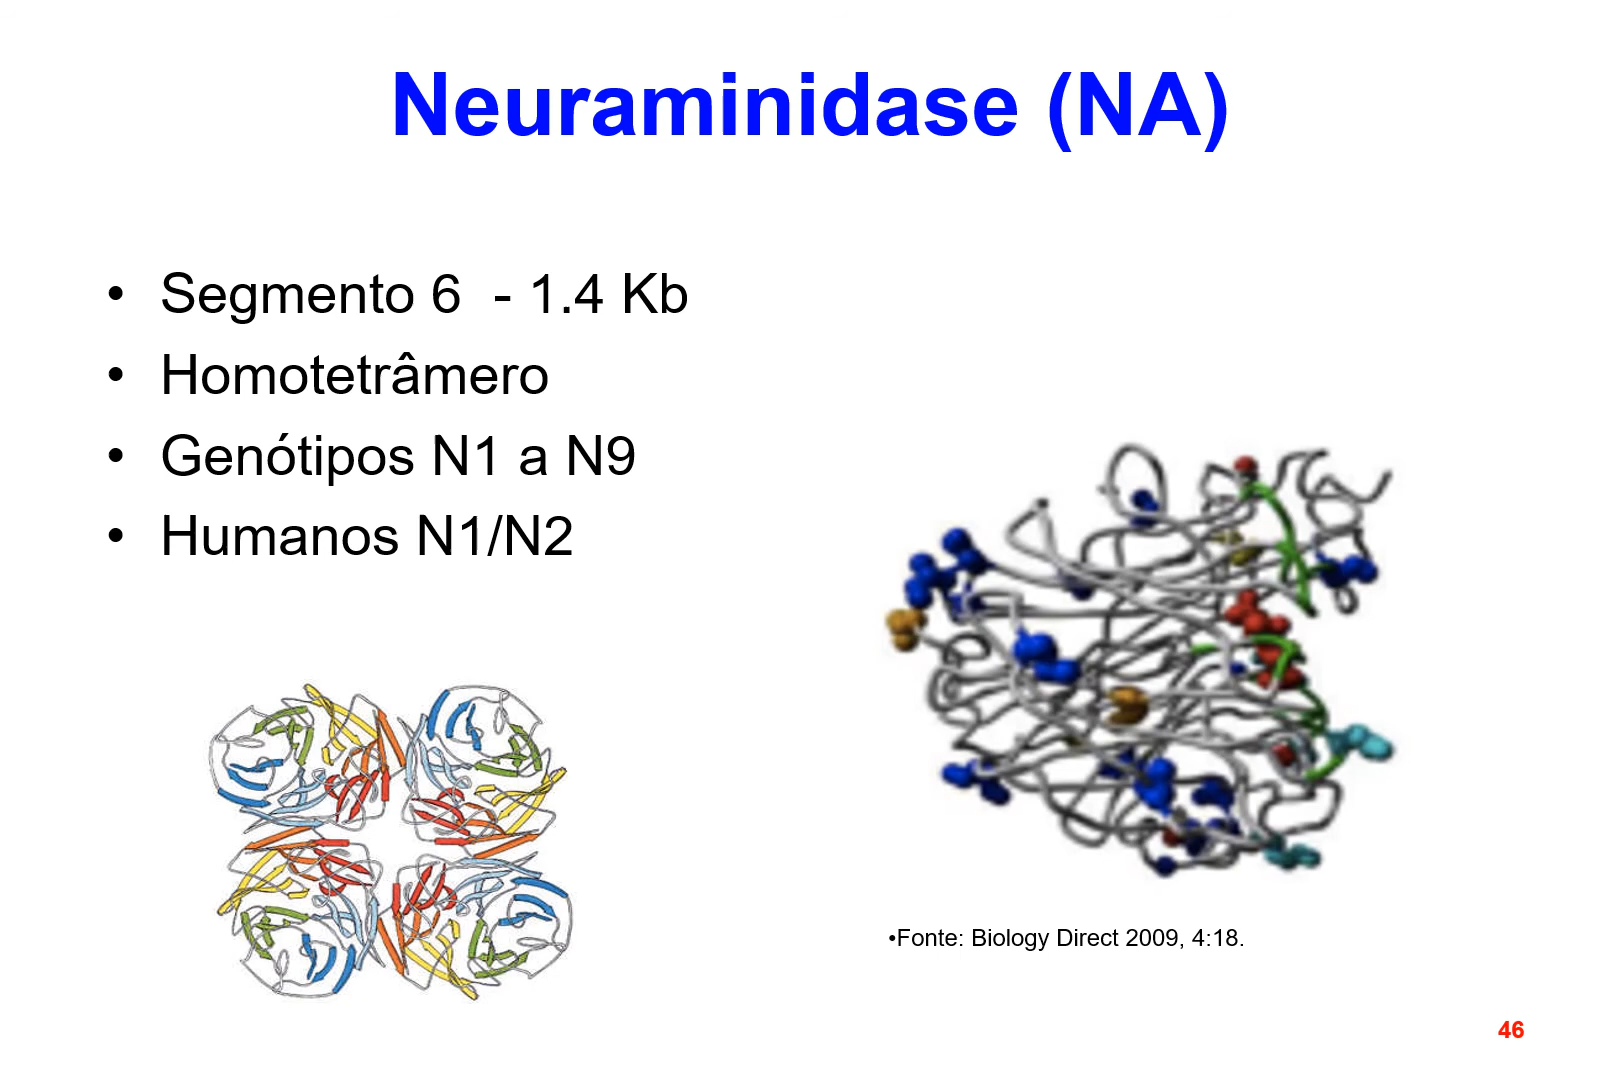 Neuraminidase (NA)
• Segmento 6  - 1.4 Kb
• Homotetrâmero
• Genótipos N1 a N9
• Humanos N1/N2
•Fonte: Biology Direct 2009, 4:18.
46